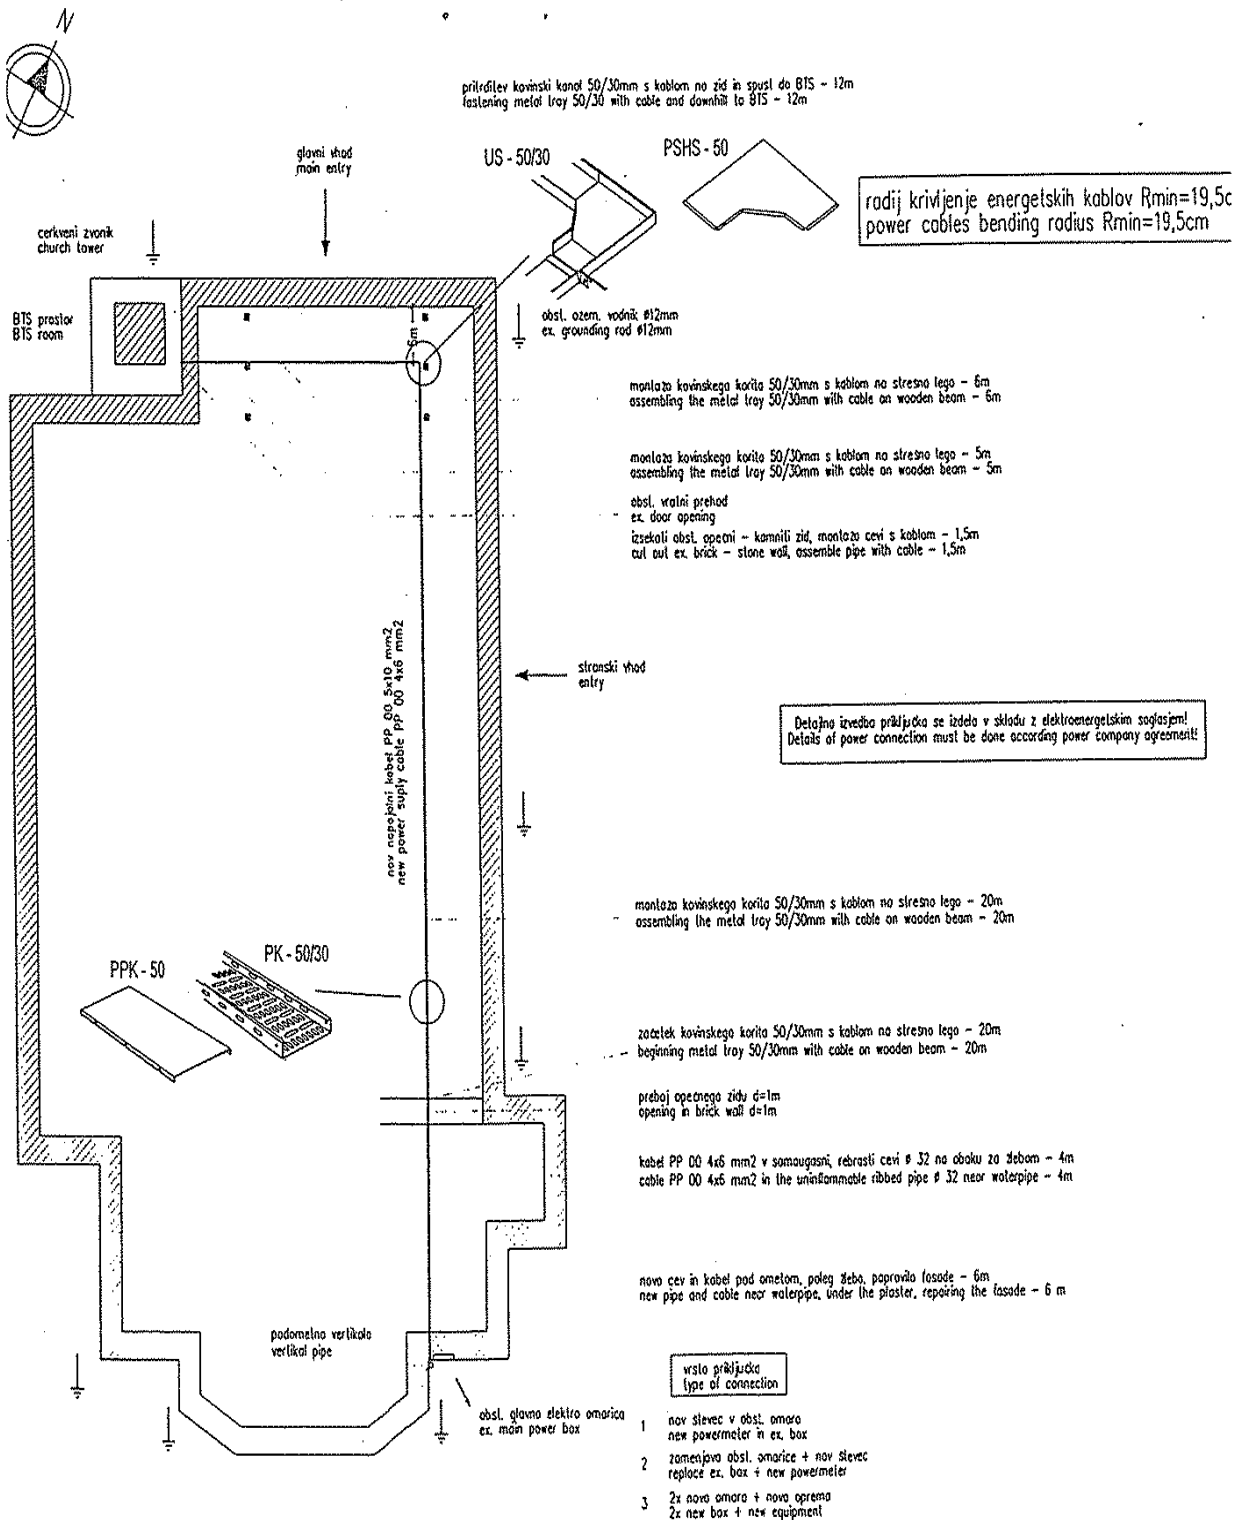 N
pritrditev kovinski kanal 50/30mm s kablom na zid in spust do BTS - 12m
fastening metal tray 50/30 with cable and downhill to BTS - 12m
glavni vhod
main entry
US - 50/30
PSHS - 50
radij krivljenje energetskih kablov Rmin=19,5c
power cables bending radius Rmin=19,5cm
cerkveni zvonik
church tower
BTS prostor
BTS room
obst. ozem. vodnik ø12mm
ex. grounding rod ø12mm
6m
montaza kovinskega korita 50/30mm s kablom na stresno lego - 6m
assembling the metal tray 50/30mm with cable on wooden beam - 6m
montaza kovinskega korita 50/30mm s kablom na stresno lego - 5m
assembling the metal tray 50/30mm with cable on wooden beam - 5m
obst. vratni prehod
ex. door opening
izsekati obst. opecni - kamniti zid, montaza cevi s kablom - 1,5m
cut out ex. brick - stone wall, assemble pipe with cable - 1,5m
nov napajalni kabel PP 00 5x10 mm2
new power suply cable PP 00 4x6 mm2
stranski vhod
entry
Detajlna izvedba priključka se izdela v skladu z elektroenergetskim soglasjem!
Details of power connection must be done according power company agreement!
montaza kovinskega korita 50/30mm s kablom na stresno lego - 20m
assembling the metal tray 50/30mm with cable on wooden beam - 20m
PPK - 50
PK - 50/30
zacetek kovinskega korita 50/30mm s kablom na stresno lego - 20m
beginning metal tray 50/30mm with cable on wooden beam - 20m
preboj opecnega zidu d=1m
opening in brick wall d=1m
kabel PP 00 4x6 mm2 v samougasni, rebrasti cevi ø 32 na oboku za žlebom - 4m
cable PP 00 4x6 mm2 in the uninflammable ribbed pipe ø 32 near waterpipe - 4m
nova cev in kabel pod ometom, poleg žleba, popravilo fasade - 6m
new pipe and cable near waterpipe, under the plaster, repairing the fasade - 6 m
podometna vertikala
vertikal pipe
obst. glavna elektro omarica
ex. main power box
vrsta priključka
type of connection
1 nov števec v obst. omaro
new powermeter in ex. box
2 zamenjava obst. omarice + nov števec
replace ex. box + new powermeter
3 2x nova omara + nova oprema
2x new box + new equipment